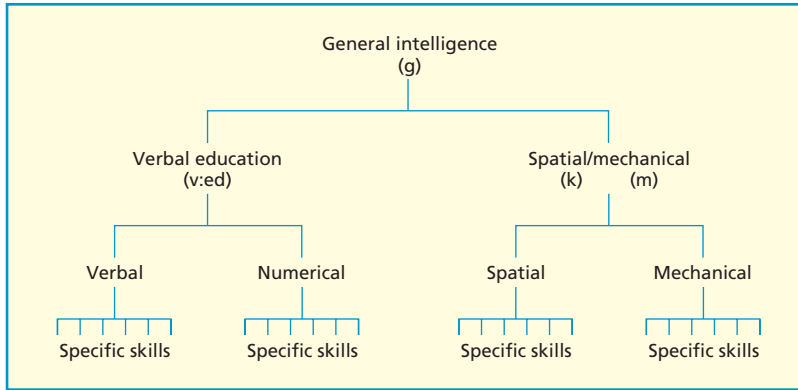 General intelligence
(g)
Verbal education
(v:ed)
Spatial/mechanical
(k) (m)
Verbal
Numerical
Spatial
Mechanical
Specific skills
Specific skills
Specific skills
Specific skills